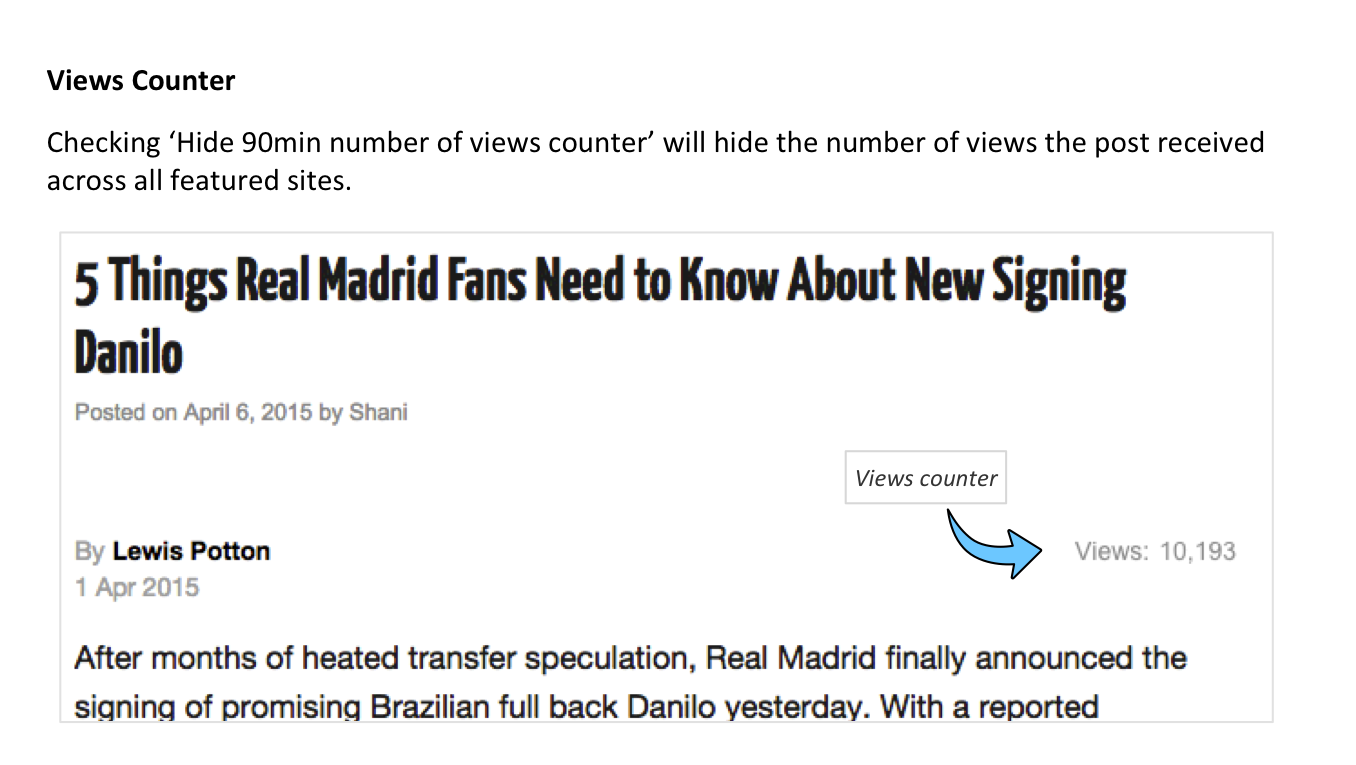 Views Counter
Checking ‘Hide 90min number of views counter’ will hide the number of views the post received
across all featured sites.
5 Things Real Madrid Fans Need to Know About New Signing
Danilo
Posted on April 6, 2015 by Shani
Views counter
By Lewis Potton
Views: 10,193
1 Apr 2015
After months of heated transfer speculation, Real Madrid finally announced the
signing of promising Brazilian full back Danilo yesterday. With a reported